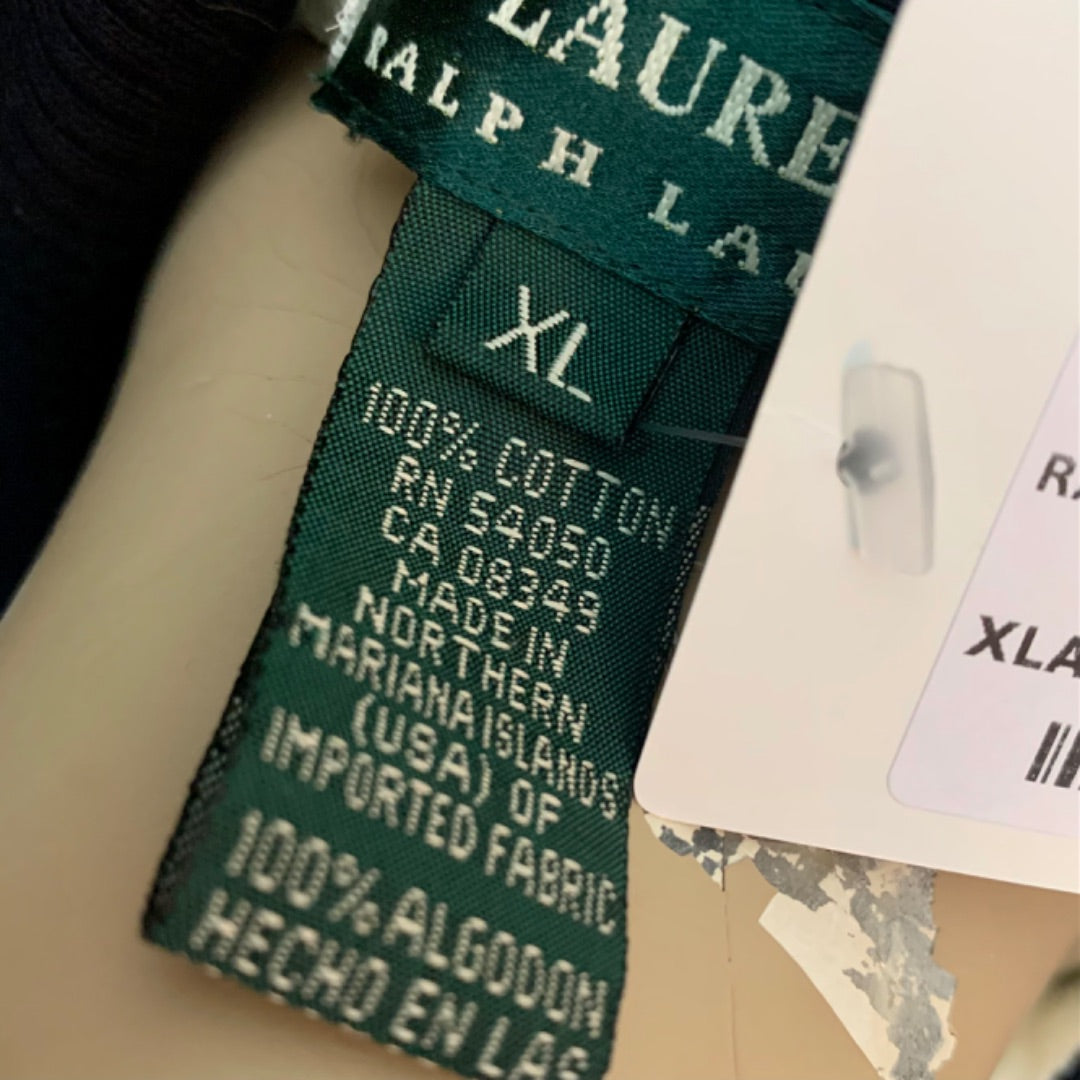 LAURE
RALPH LAU
XL
100% COTTON
RN 54050
CA 08349
MADE IN
NORTHERN
MARIANA ISLANDS
(USA) OF
IMPORTED FABRIC
100% ALGODON
HECHO EN LAS
XLA